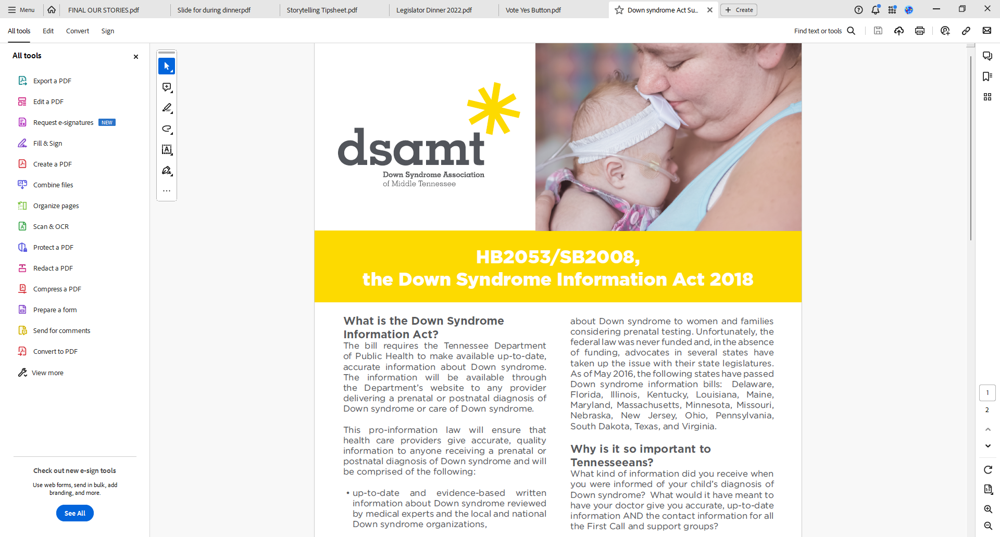 Menu
FINAL OUR STORIES.pdf
Slide for during dinner.pdf
Storytelling Tipsheet.pdf
Legislator Dinner 2022.pdf
Vote Yes Button.pdf
Down syndrome Act Su...
Create
All tools
Edit
Convert
Sign
Find text or tools
All tools
Export a PDF
Edit a PDF
Request e-signatures NEW
Fill & Sign
Create a PDF
Combine files
Organize pages
Scan & OCR
Protect a PDF
Redact a PDF
Compress a PDF
Prepare a form
Send for comments
Convert to PDF
View more
Check out new e-sign tools
Use web forms, send in bulk, add
branding, and more.
See All
dsamt
Down Syndrome Association
of Middle Tennessee
HB2053/SB2008,
the Down Syndrome Information Act 2018
What is the Down Syndrome
Information Act?
The bill requires the Tennessee Department
of Public Health to make available up-to-date,
accurate information about Down syndrome.
The information will be available through
the Department's website to any provider
delivering a prenatal or postnatal diagnosis of
Down syndrome or care of Down syndrome.
This pro-information law will ensure that
health care providers give accurate, quality
information to anyone receiving a prenatal or
postnatal diagnosis of Down syndrome and will
be comprised of the following:
• up-to-date and evidence-based written
information about Down syndrome reviewed
by medical experts and the local and national
Down syndrome organizations,
about Down syndrome to women and families
considering prenatal testing. Unfortunately, the
federal law was never funded and, in the absence
of funding, advocates in several states have
taken up the issue with their state legislatures.
As of May 2016, the following states have passed
Down syndrome information bills: Delaware,
Florida, Illinois, Kentucky, Louisiana, Maine,
Maryland, Massachusetts, Minnesota, Missouri,
Nebraska, New Jersey, Ohio, Pennsylvania,
South Dakota, Texas, and Virginia.
Why is it so important to
Tennesseeans?
What kind of information did you receive when
you were informed of your child's diagnosis of
Down syndrome? What would it have meant to
have your doctor give you accurate, up-to-date
information AND the contact information for all
the First Call and support groups?
1
2
1:1